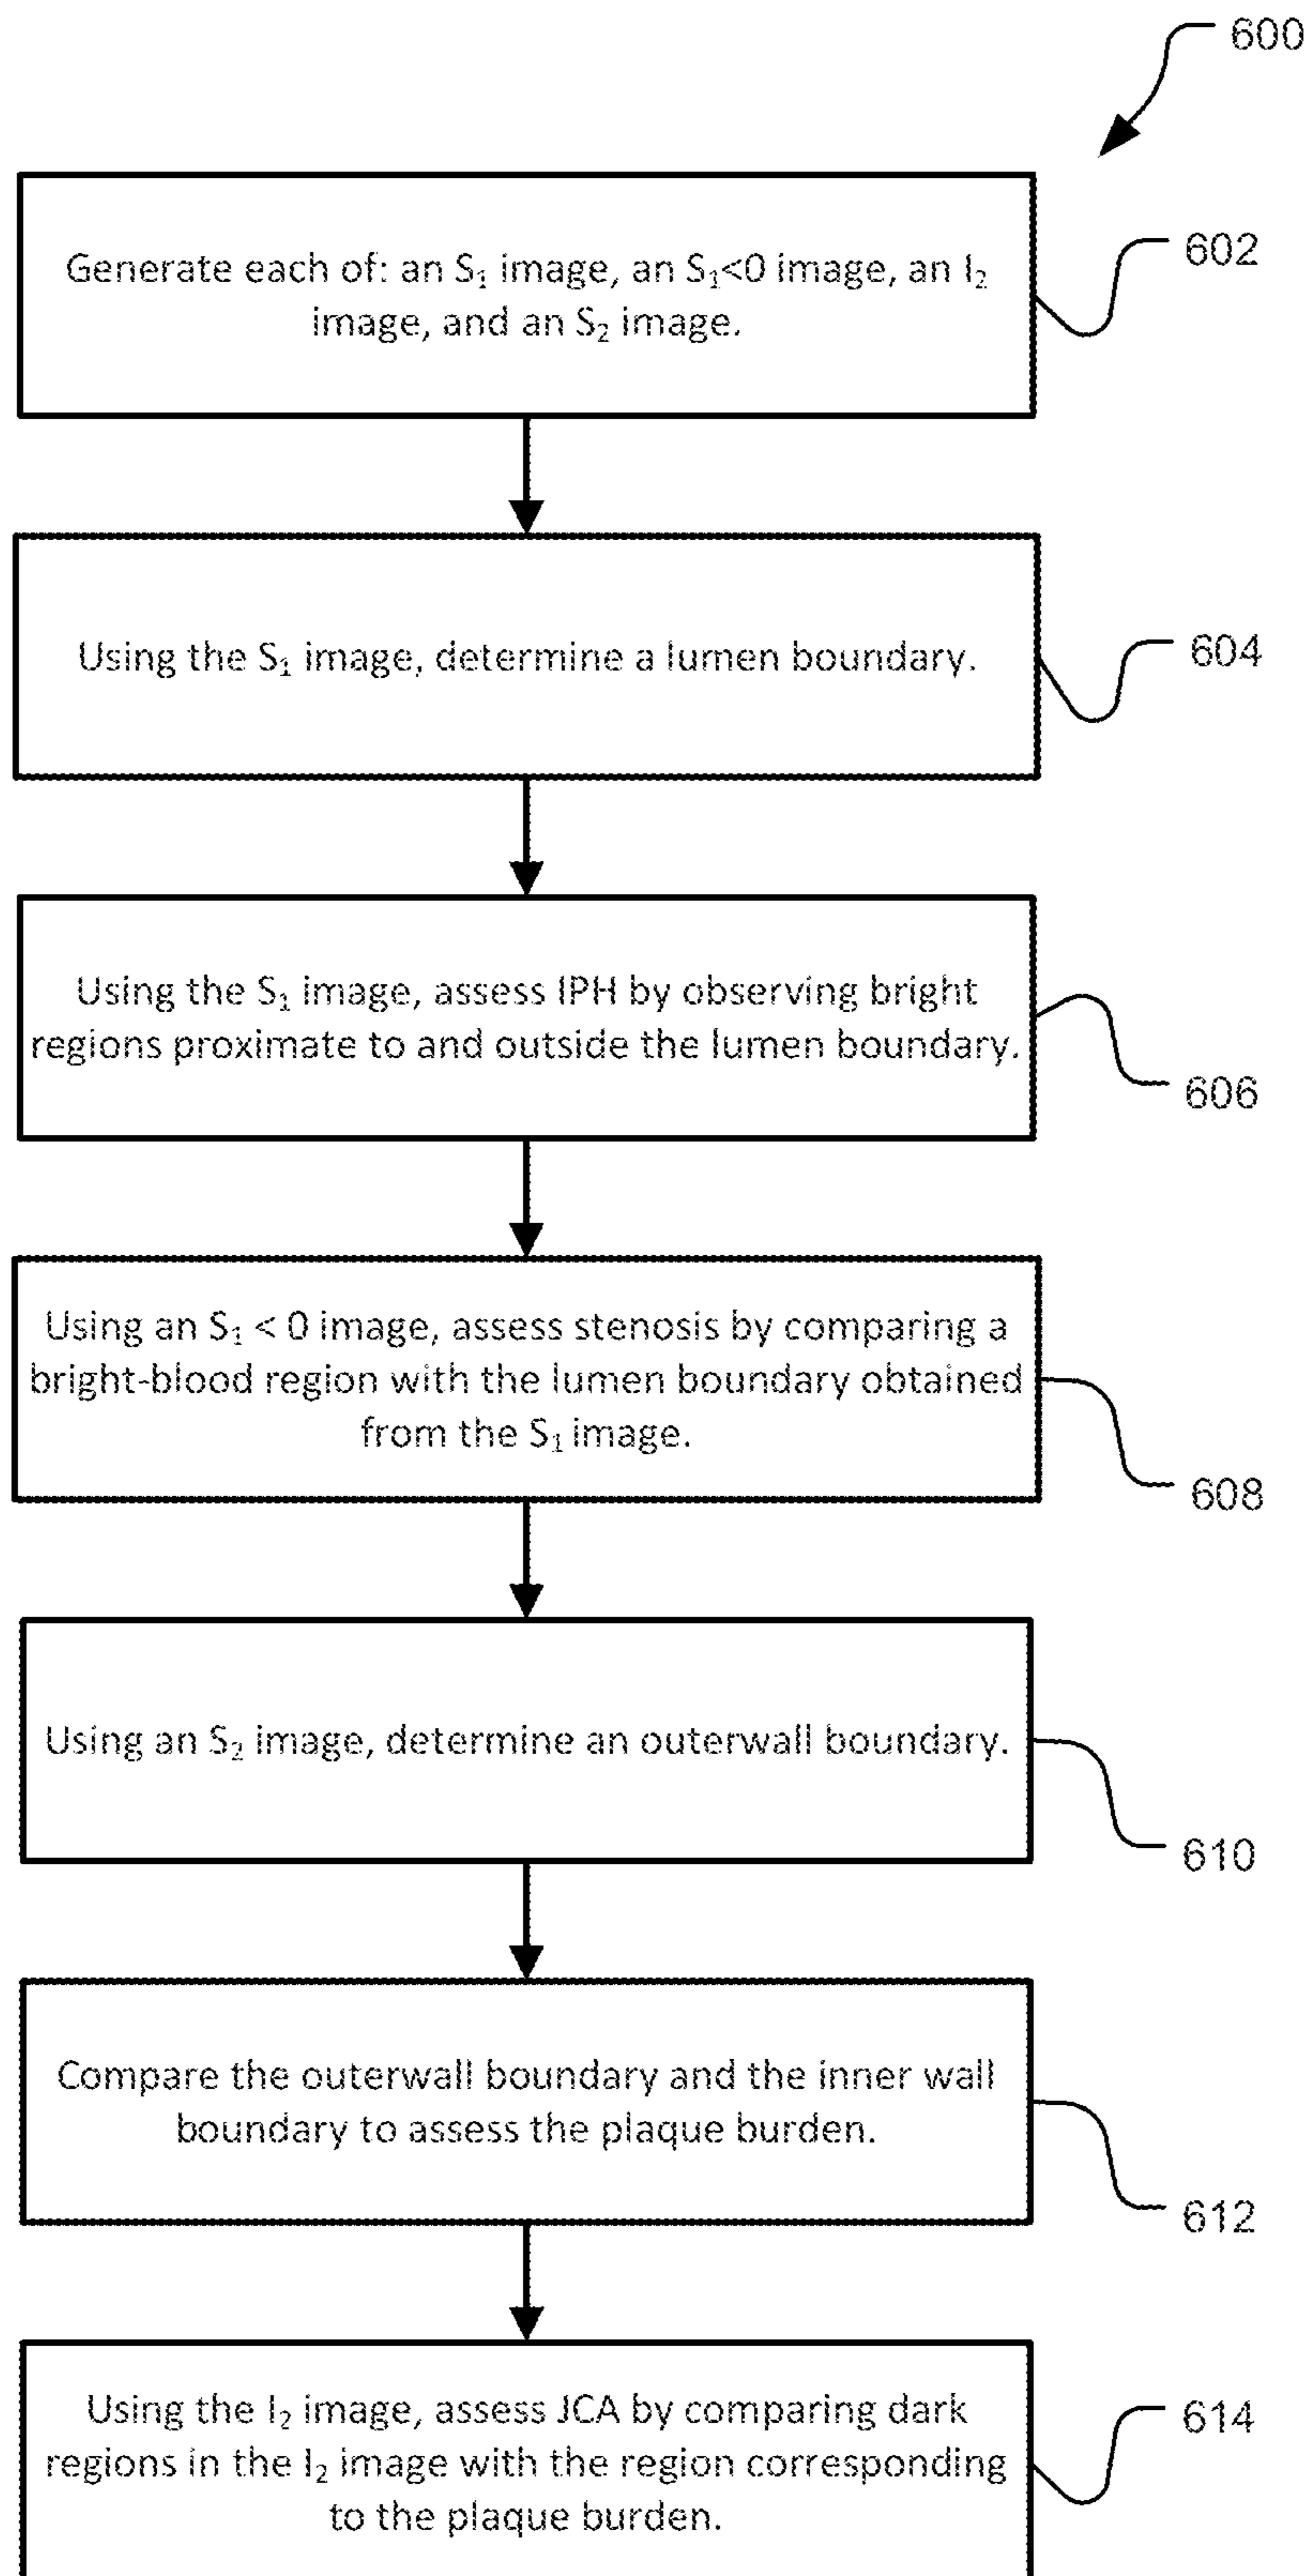 600
Generate each of: an S₁ image, an S₁<0 image, an I₂
image, and an S₂ image.
602
Using the S₁ image, determine a lumen boundary.
604
Using the S₁ image, assess IPH by observing bright
regions proximate to and outside the lumen boundary.
606
Using an S₁ < 0 image, assess stenosis by comparing a
bright-blood region with the lumen boundary obtained
from the S₁ image.
608
Using an S₂ image, determine an outerwall boundary.
610
Compare the outerwall boundary and the inner wall
boundary to assess the plaque burden.
612
Using the I₂ image, assess JCA by comparing dark
regions in the I₂ image with the region corresponding
to the plaque burden.
614